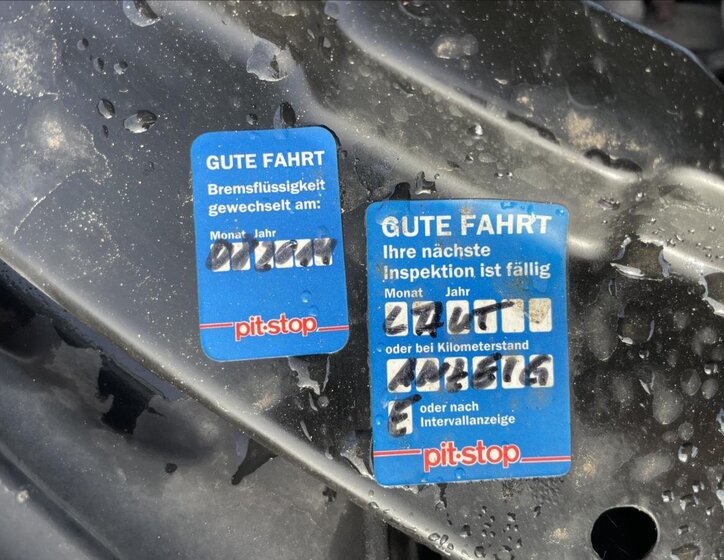 GUTE FAHRT
Bremsflüssigkeit
gewechselt am:
Monat Jahr
pit-stop
GUTE FAHRT
Ihre nächste
Inspektion ist fällig
Monat Jahr
LAUT
oder bei Kilometerstand
ANZEIG
E oder nach
Intervallanzeige
pit-stop